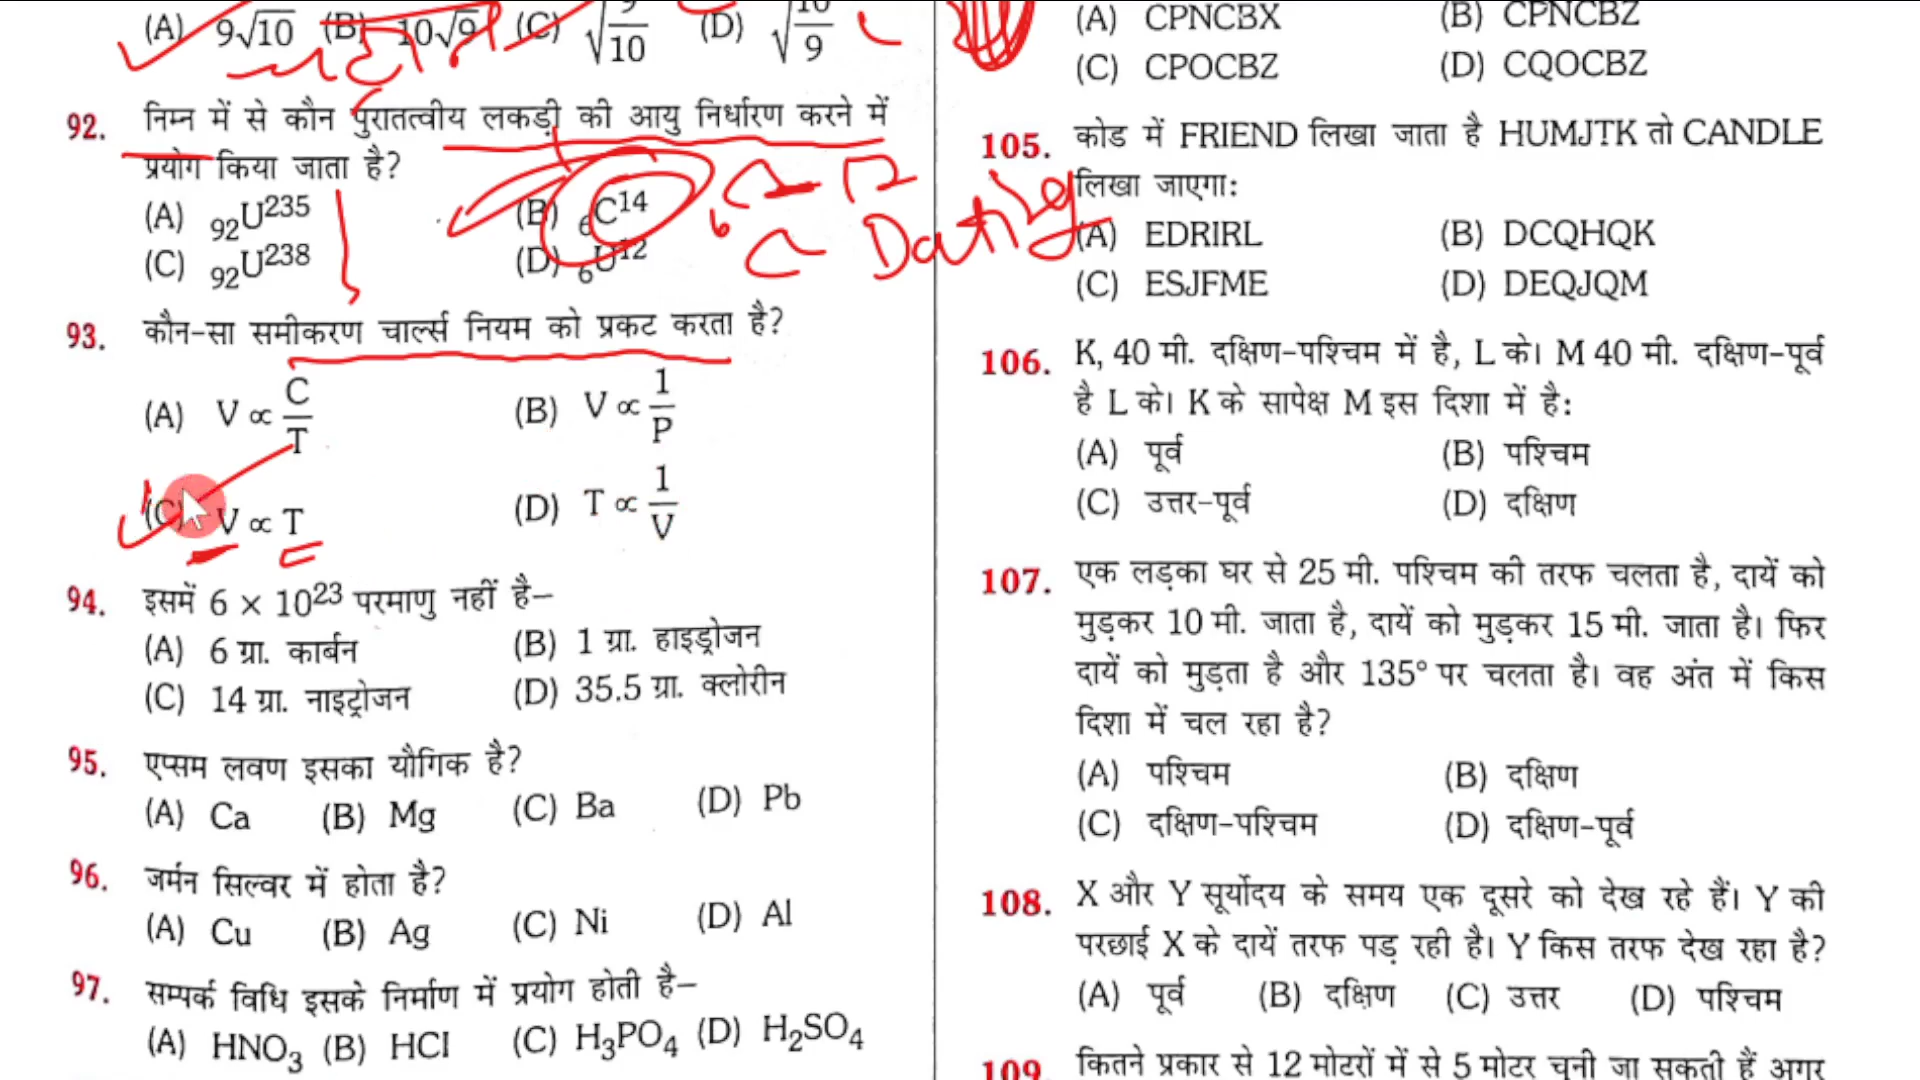 (A) 9√10 (B) 10√9 (C) √9/10 (D) √10/9
92. निम्न में से कौन पुरातत्वीय लकड़ी की आयु निर्धारण करने में
प्रयोग किया जाता है?
(A) ₉₂U²³⁵ (B) ₆C¹⁴
(C) ₉₂U²³⁸ (D) ₆U¹²
C Dating
93. कौन-सा समीकरण चार्ल्स नियम को प्रकट करता है?
(A) V ∝ C/T (B) V ∝ 1/P
(C) V ∝ T (D) T ∝ 1/V
94. इसमें 6 × 10²³ परमाणु नहीं है–
(A) 6 ग्रा. कार्बन (B) 1 ग्रा. हाइड्रोजन
(C) 14 ग्रा. नाइट्रोजन (D) 35.5 ग्रा. क्लोरीन
95. एप्सम लवण इसका यौगिक है?
(A) Ca (B) Mg (C) Ba (D) Pb
96. जर्मन सिल्वर में होता है?
(A) Cu (B) Ag (C) Ni (D) Al
97. सम्पर्क विधि इसके निर्माण में प्रयोग होती है–
(A) HNO₃ (B) HCl (C) H₃PO₄ (D) H₂SO₄
(A) CPNCBX (B) CPNCBZ
(C) CPOCBZ (D) CQOCBZ
105. कोड में FRIEND लिखा जाता है HUMJTK तो CANDLE
लिखा जाएगा:
(A) EDRIRL (B) DCQHQK
(C) ESJFME (D) DEQJQM
106. K, 40 मी. दक्षिण-पश्चिम में है, L के। M 40 मी. दक्षिण-पूर्व
है L के। K के सापेक्ष M इस दिशा में है:
(A) पूर्व (B) पश्चिम
(C) उत्तर-पूर्व (D) दक्षिण
107. एक लड़का घर से 25 मी. पश्चिम की तरफ चलता है, दायें को
मुड़कर 10 मी. जाता है, दायें को मुड़कर 15 मी. जाता है। फिर
दायें को मुड़ता है और 135° पर चलता है। वह अंत में किस
दिशा में चल रहा है?
(A) पश्चिम (B) दक्षिण
(C) दक्षिण-पश्चिम (D) दक्षिण-पूर्व
108. X और Y सूर्योदय के समय एक दूसरे को देख रहे हैं। Y की
परछाई X के दायें तरफ पड़ रही है। Y किस तरफ देख रहा है?
(A) पूर्व (B) दक्षिण (C) उत्तर (D) पश्चिम
109. कितने प्रकार से 12 मोटरों में से 5 मोटर चुनी जा सकती हैं अगर